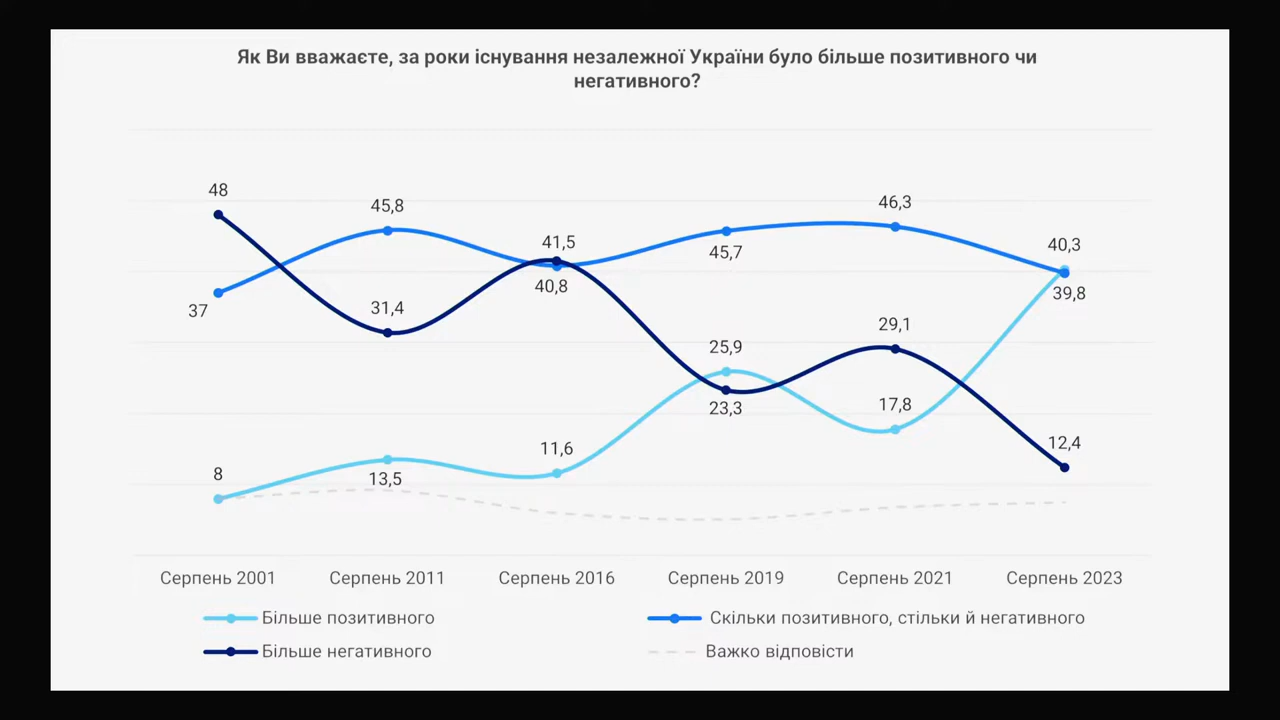 Як Ви вважаєте, за роки існування незалежної України було більше позитивного чи
негативного?
48
45,8
41,5
46,3
40,3
37
31,4
40,8
45,7
29,1
39,8
25,9
23,3
17,8
12,4
8
13,5
11,6
Серпень 2001
Серпень 2011
Серпень 2016
Серпень 2019
Серпень 2021
Серпень 2023
Більше позитивного
Скільки позитивного, стільки й негативного
Більше негативного
Важко відповісти